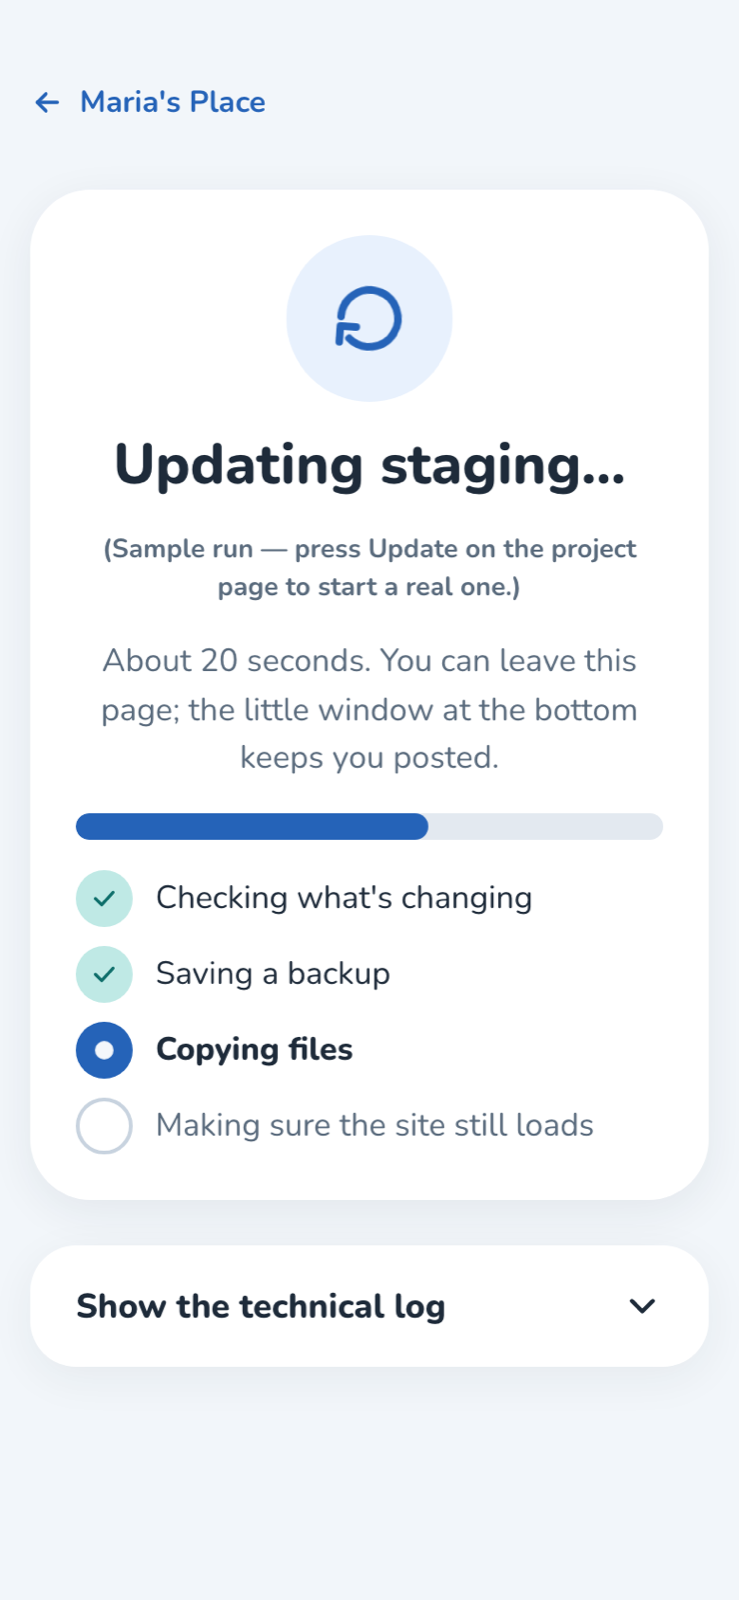 Maria's Place
Updating staging...
(Sample run — press Update on the project
page to start a real one.)
About 20 seconds. You can leave this
page; the little window at the bottom
keeps you posted.
Checking what's changing
Saving a backup
Copying files
Making sure the site still loads
Show the technical log